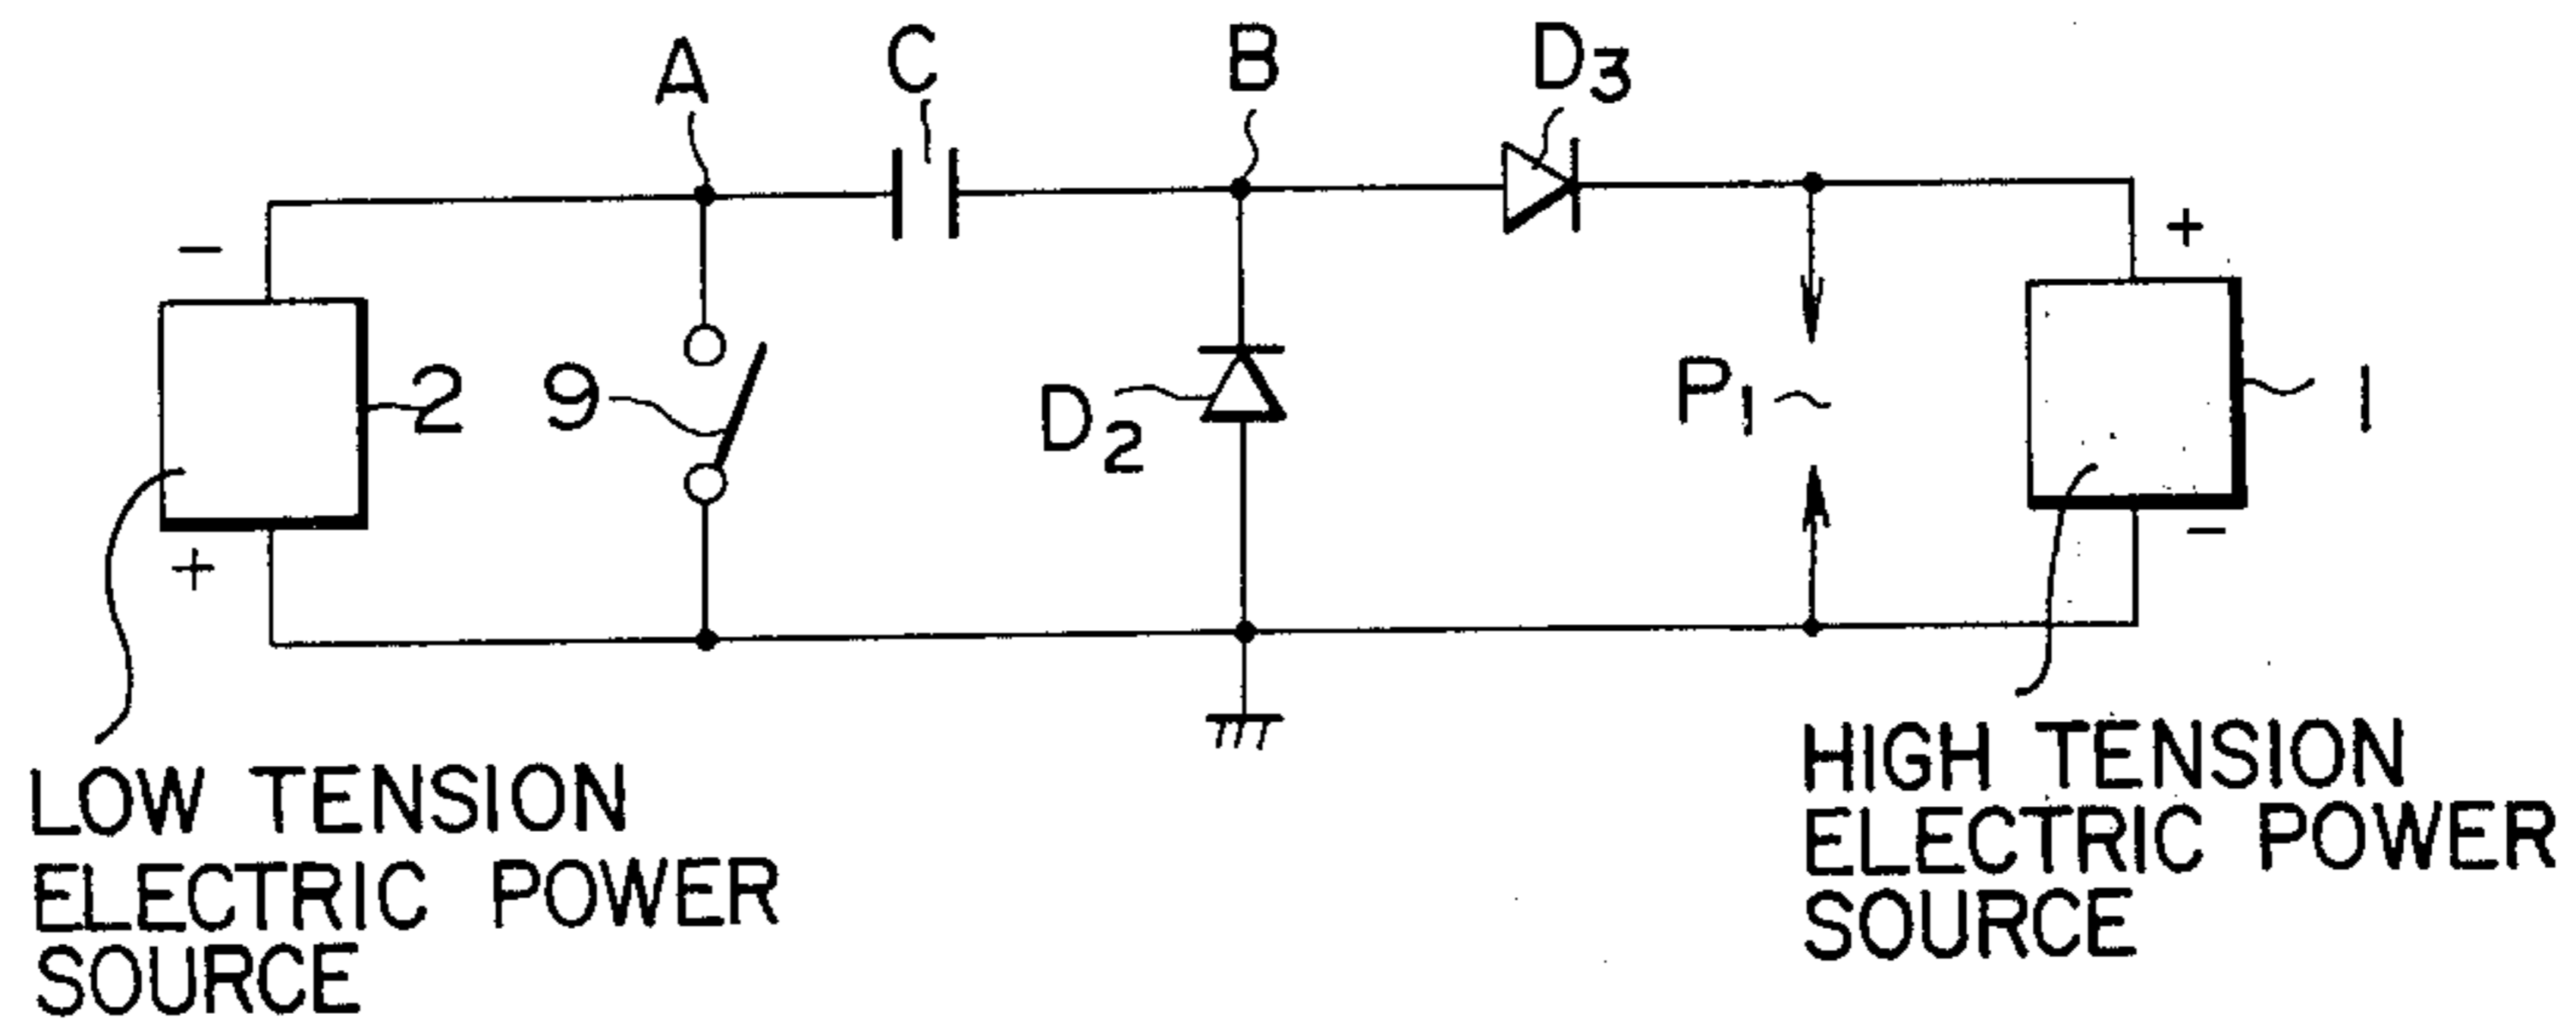 A
C
B
D3
−
+
2
9
D2
P1
1
+
−
LOW TENSION
ELECTRIC POWER
SOURCE
HIGH TENSION
ELECTRIC POWER
SOURCE